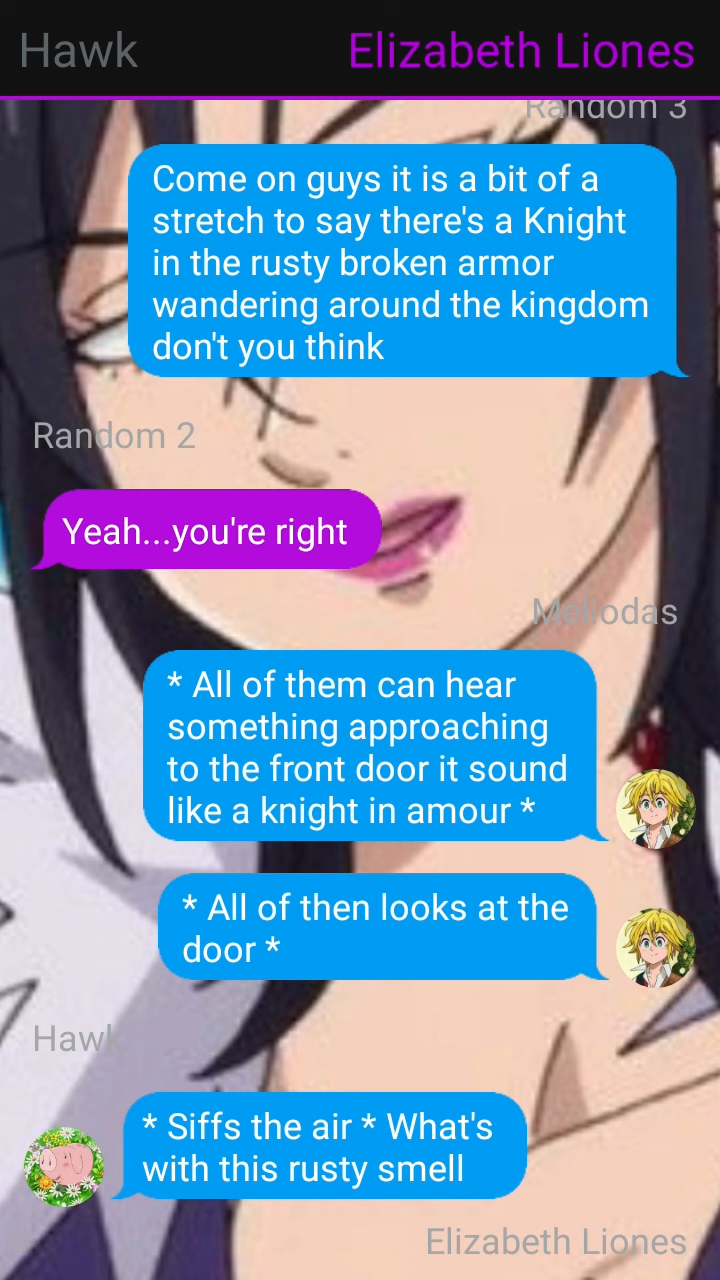 Hawk
Elizabeth Liones
Random 3
Come on guys it is a bit of a
stretch to say there's a Knight
in the rusty broken armor
wandering around the kingdom
don't you think
Random 2
Yeah...you're right
Meliodas
* All of them can hear
something approaching
to the front door it sound
like a knight in amour *
* All of then looks at the
door *
Hawk
* Siffs the air * What's
with this rusty smell
Elizabeth Liones